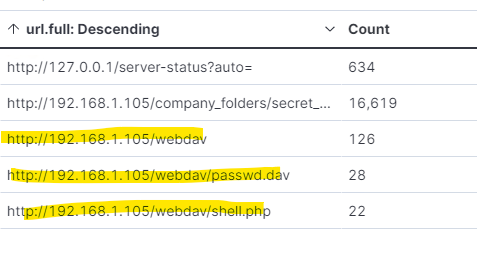 ↑ url.full: Descending Count
http://127.0.0.1/server-status?auto= 634
http://192.168.1.105/company_folders/secret_... 16,619
http://192.168.1.105/webdav 126
http://192.168.1.105/webdav/passwd.dav 28
http://192.168.1.105/webdav/shell.php 22